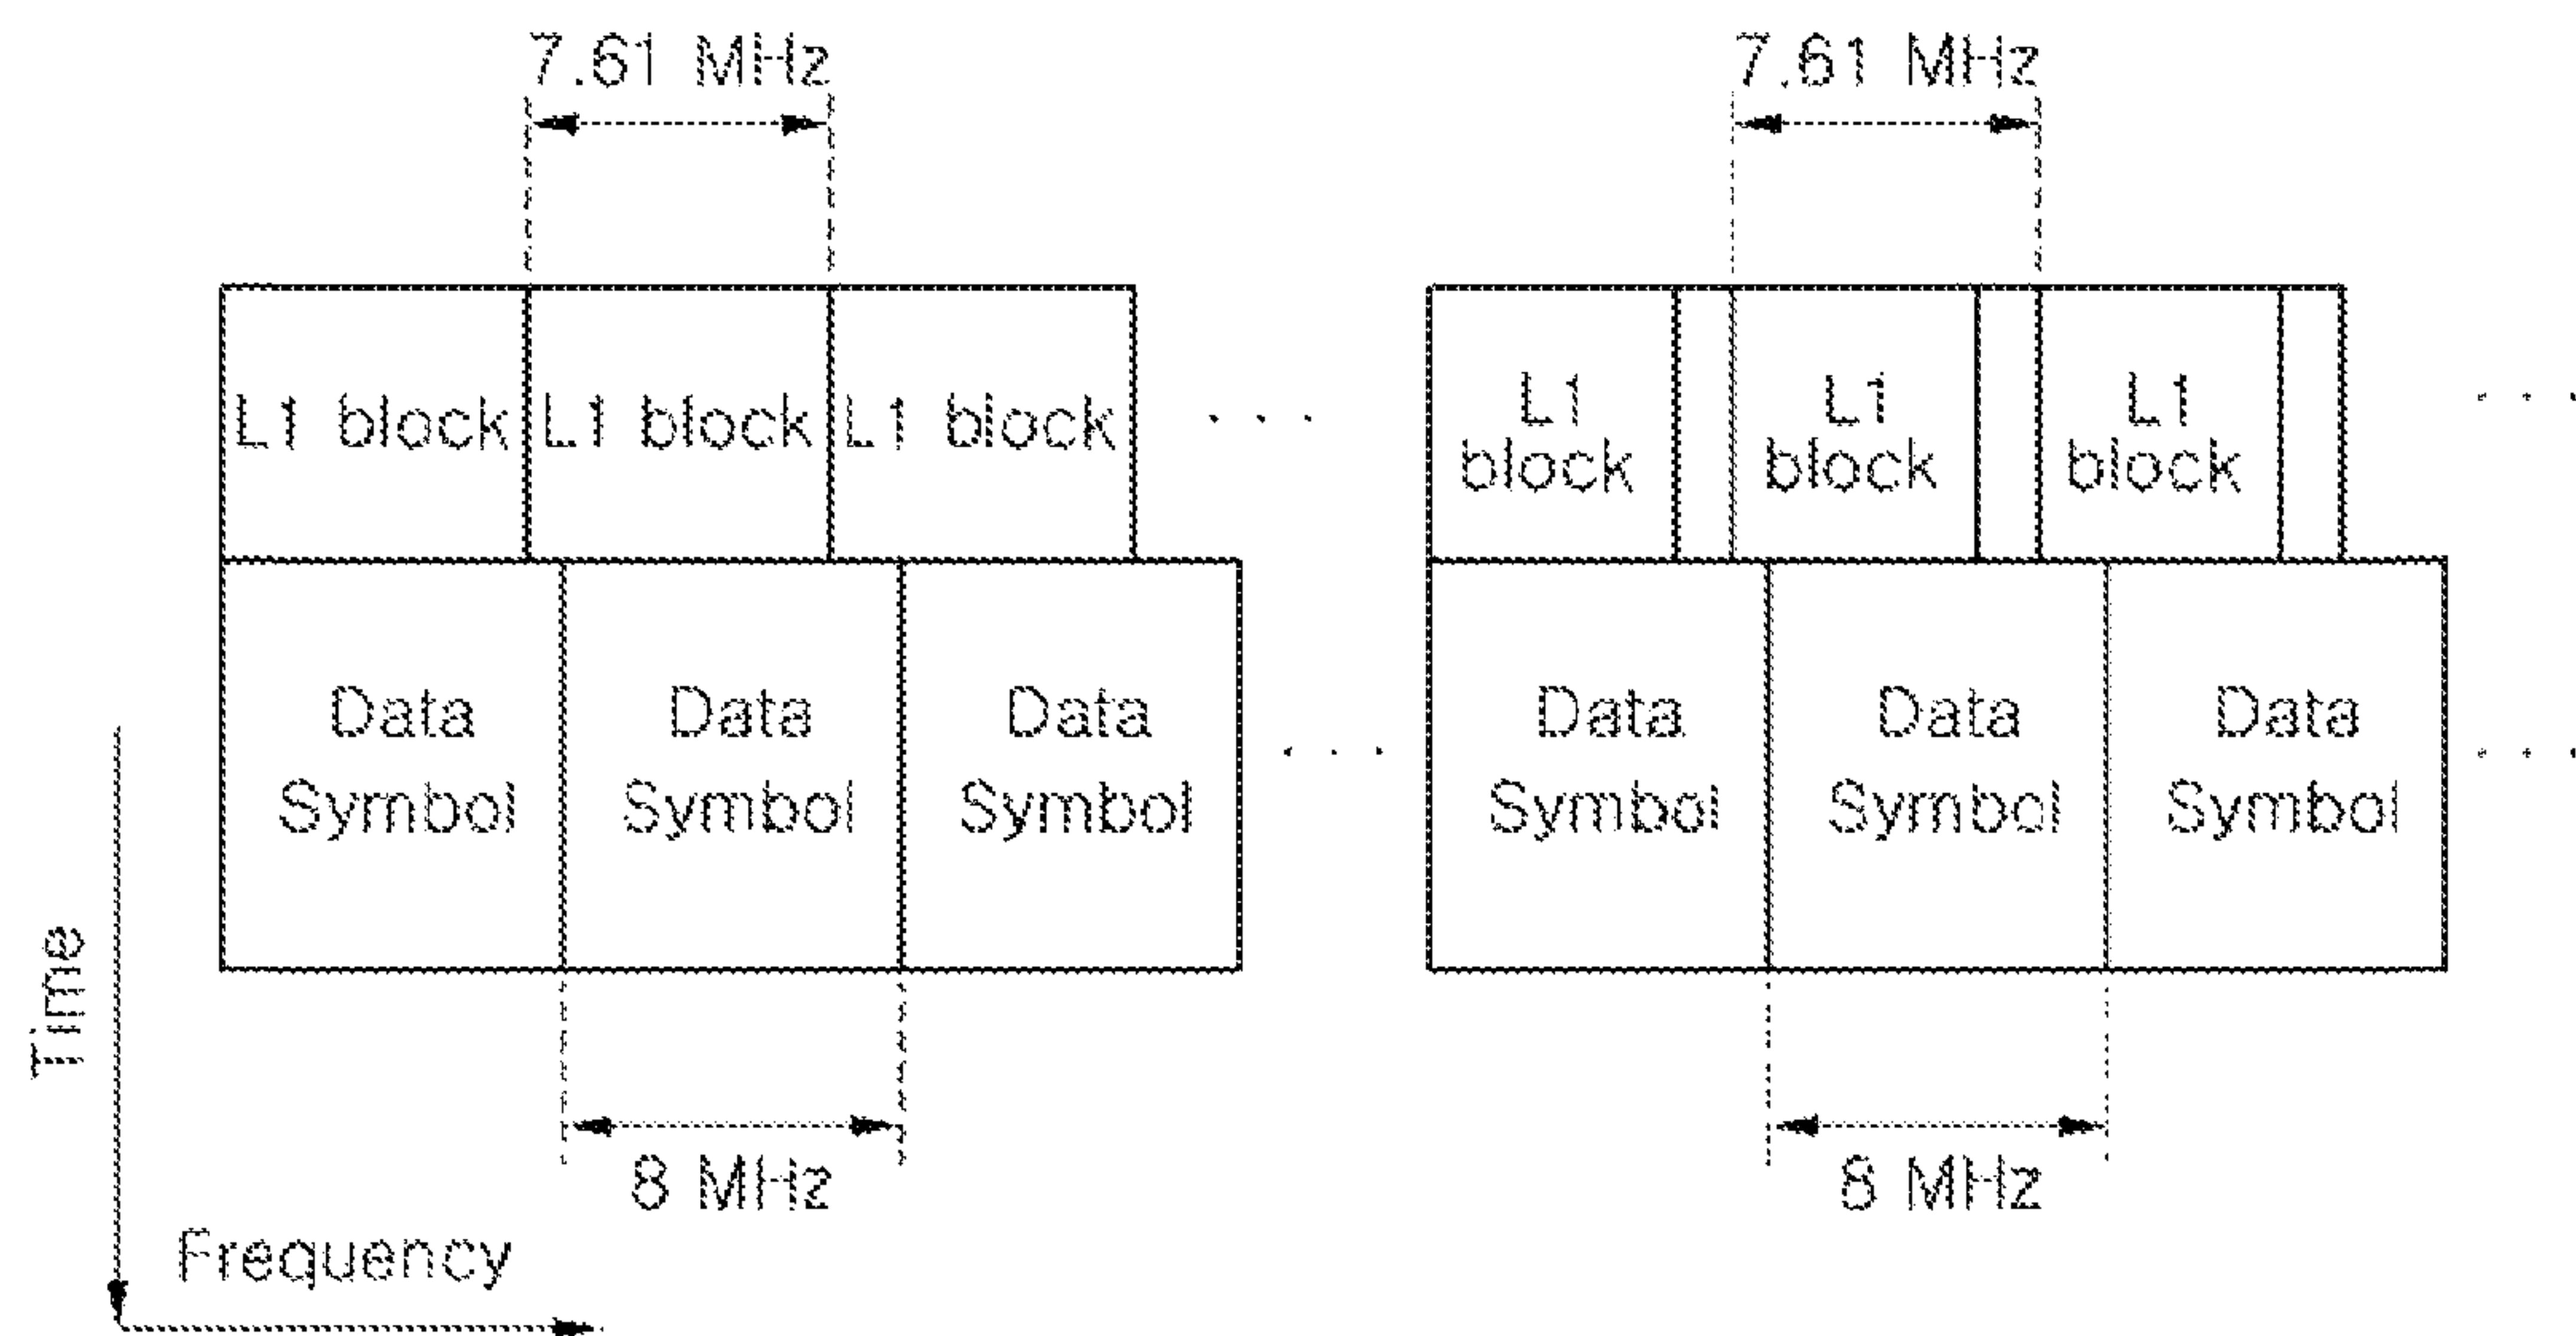 7.61 MHz
7.61 MHz
L1 block
L1 block
L1 block
. . .
L1
block
L1
block
L1
block
. . .
Data
Symbol
Data
Symbol
Data
Symbol
. . .
Data
Symbol
Data
Symbol
Data
Symbol
. . .
Time
8 MHz
8 MHz
Frequency